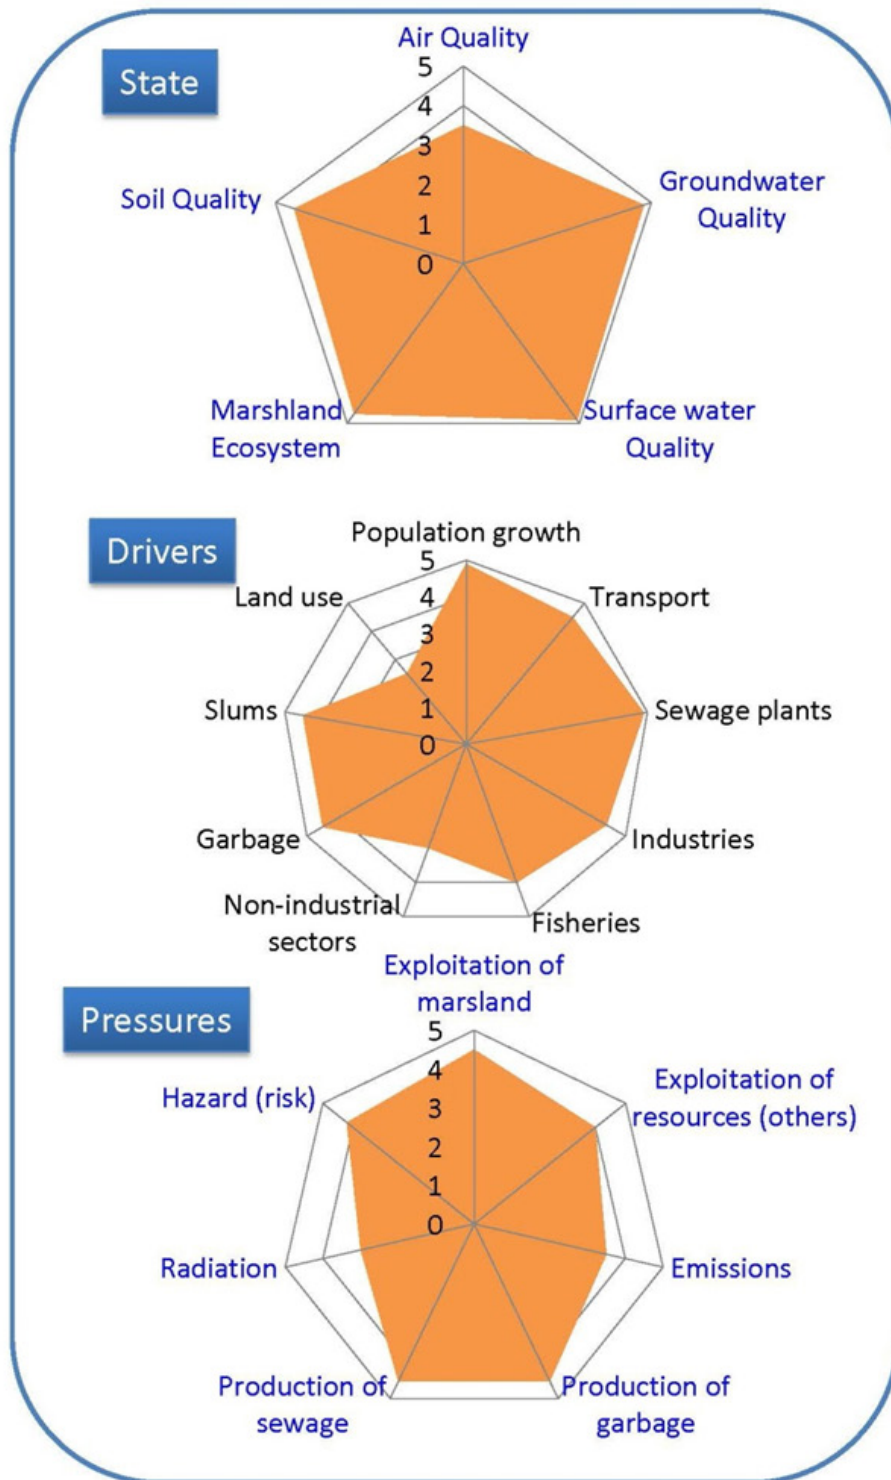 State
Air Quality
5
4
3
2
1
0
Soil Quality
Groundwater
Quality
Marshland
Ecosystem
Surface water
Quality
Drivers
Population growth
5
4
3
2
1
0
Land use
Transport
Slums
Sewage plants
Garbage
Industries
Non-industrial
sectors
Fisheries
Pressures
Exploitation of
marsland
5
4
3
2
1
0
Hazard (risk)
Exploitation of
resources (others)
Radiation
Emissions
Production of
sewage
Production of
garbage